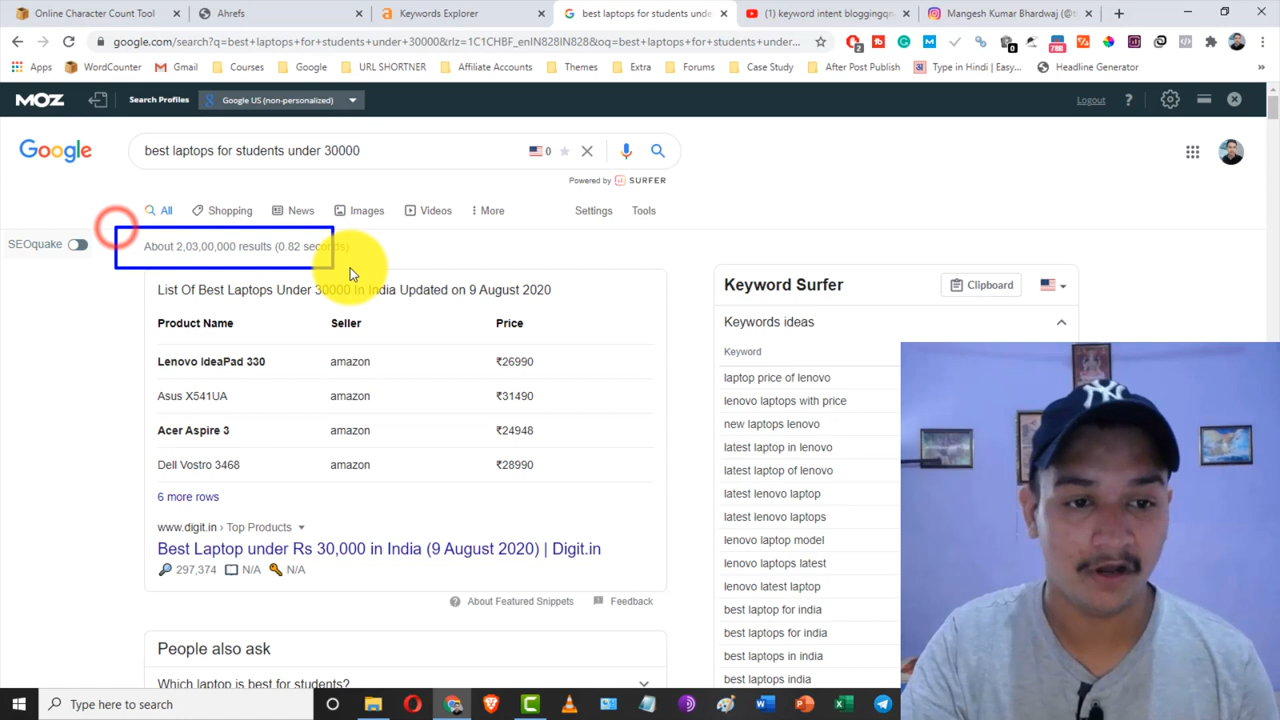 Online Character Count Tool
Ahrefs
Keywords Explorer
best laptops for students unde
(1) keyword intent bloggingqna
Mangesh Kumar Bhardwaj (@t
google.com/search?q=best+laptops+for+students+under+30000&rlz=1C1CHBF_enIN828IN828&oq=best+laptops+for+students+under...
Apps WordCounter Gmail Courses Google URL SHORTNER Affiliate Accounts Themes Extra Forums Case Study After Post Publish Type in Hindi | Easy... Headline Generator »
MOZ Search Profiles Google US (non-personalized) Logout ?
Google best laptops for students under 30000 0
Powered by SURFER
All Shopping News Images Videos More Settings Tools
SEOquake About 2,03,00,000 results (0.82 seconds)
List Of Best Laptops Under 30000 In India Updated on 9 August 2020
Product Name Seller Price
Lenovo IdeaPad 330 amazon ₹26990
Asus X541UA amazon ₹31490
Acer Aspire 3 amazon ₹24948
Dell Vostro 3468 amazon ₹28990
6 more rows
www.digit.in › Top Products
Best Laptop under Rs 30,000 in India (9 August 2020) | Digit.in
297,374 N/A N/A
About Featured Snippets Feedback
People also ask
Which laptop is best for students?
Keyword Surfer Clipboard
Keywords ideas
Keyword
laptop price of lenovo
lenovo laptops with price
new laptops lenovo
latest laptop in lenovo
latest laptop of lenovo
latest lenovo laptop
latest lenovo laptops
lenovo laptop model
lenovo laptops latest
lenovo latest laptop
best laptop for india
best laptops for india
best laptops in india
best laptops india
Type here to search